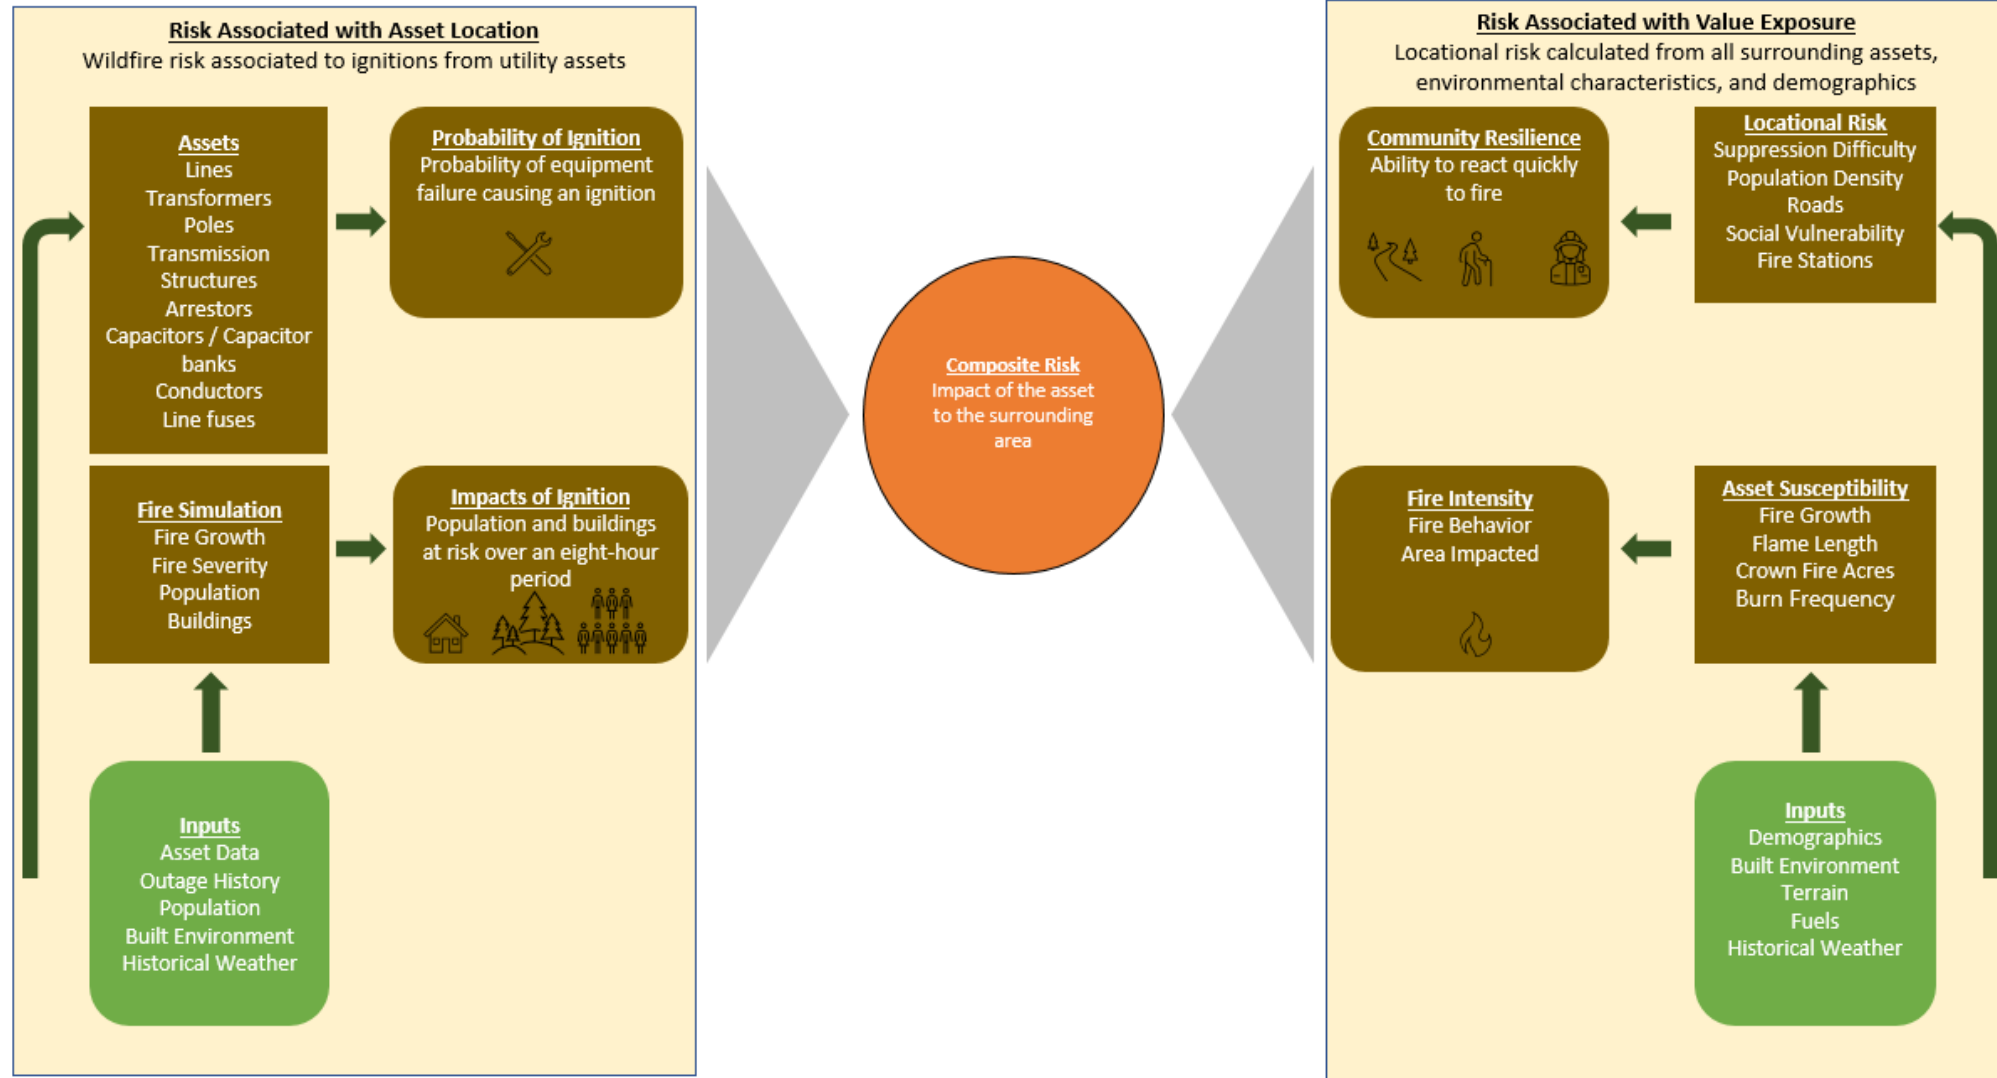 Risk Associated with Asset Location
Wildfire risk associated to ignitions from utility assets
Assets
Lines
Transformers
Poles
Transmission
Structures
Arrestors
Capacitors / Capacitor
banks
Conductors
Line fuses
Probability of Ignition
Probability of equipment
failure causing an ignition
Fire Simulation
Fire Growth
Fire Severity
Population
Buildings
Impacts of Ignition
Population and buildings
at risk over an eight-hour
period
Inputs
Asset Data
Outage History
Population
Built Environment
Historical Weather
Composite Risk
Impact of the asset
to the surrounding
area
Risk Associated with Value Exposure
Locational risk calculated from all surrounding assets,
environmental characteristics, and demographics
Community Resilience
Ability to react quickly
to fire
Locational Risk
Suppression Difficulty
Population Density
Roads
Social Vulnerability
Fire Stations
Fire Intensity
Fire Behavior
Area Impacted
Asset Susceptibility
Fire Growth
Flame Length
Crown Fire Acres
Burn Frequency
Inputs
Demographics
Built Environment
Terrain
Fuels
Historical Weather